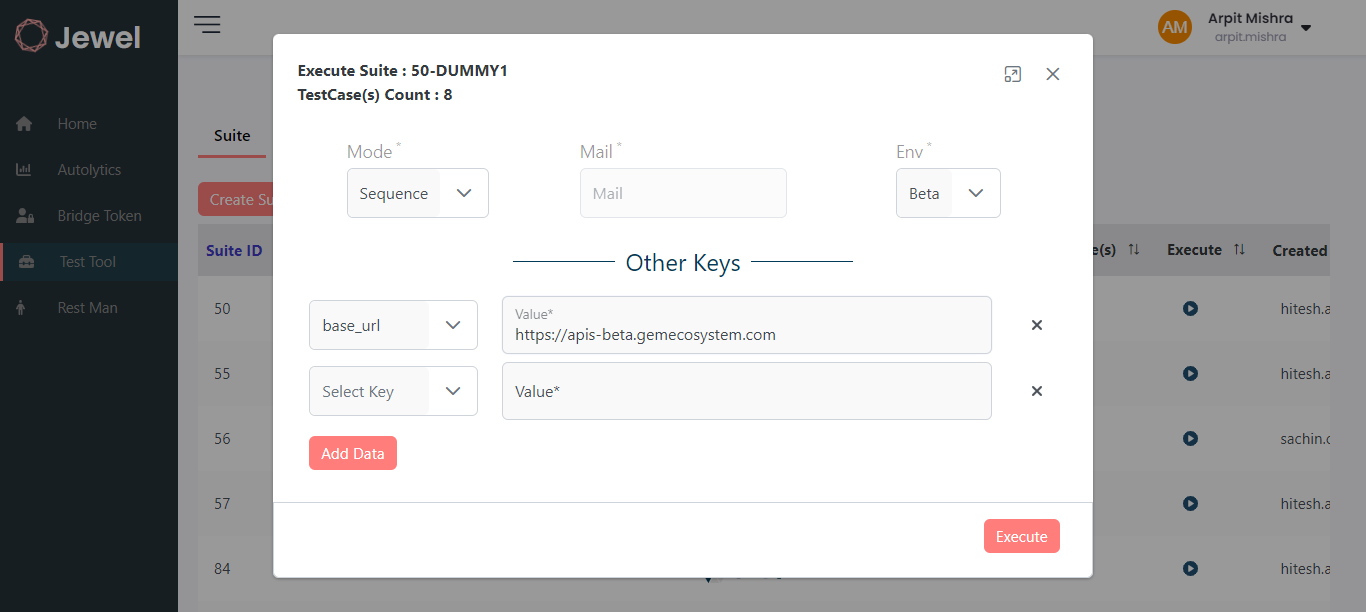 Jewel
Home
Autolytics
Bridge Token
Test Tool
Rest Man
AM
Arpit Mishra
arpit.mishra
Suite
Create Su
Suite ID
e(s)
Execute
Created
50
hitesh.a
55
hitesh.a
56
sachin.c
57
hitesh.a
84
hitesh.a
Execute Suite : 50-DUMMY1
TestCase(s) Count : 8
Mode *
Mail *
Env *
Sequence
Mail
Beta
Other Keys
base_url
Value*
https://apis-beta.gemecosystem.com
Select Key
Value*
Add Data
Execute